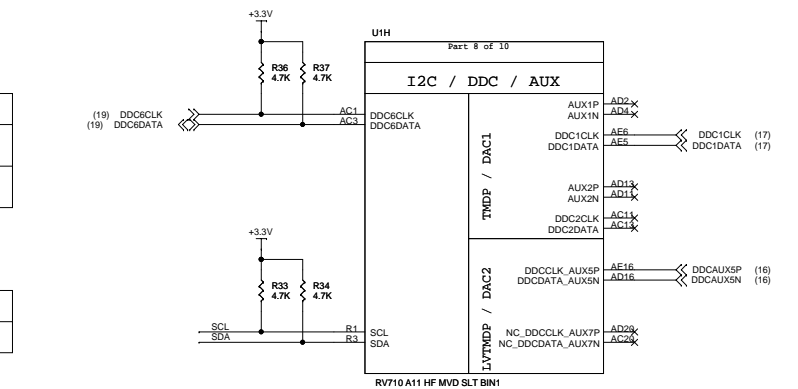 +3.3V
U1H
Part 8 of 10
R36
4.7K
R37
4.7K
I2C / DDC / AUX
(19) DDC6CLK
AC1
DDC6CLK
(19) DDC6DATA
AC3
DDC6DATA
TMDP / DAC1
AUX1P
AD2
AUX1N
AD4
DDC1CLK
AE6
DDC1CLK (17)
DDC1DATA
AE5
DDC1DATA (17)
AUX2P
AD13
AUX2N
AD11
DDC2CLK
AC11
DDC2DATA
AC13
+3.3V
R33
4.7K
R34
4.7K
LVTMDP / DAC2
DDCCLK_AUX5P
AE16
DDCAUX5P (16)
DDCDATA_AUX5N
AD16
DDCAUX5N (16)
SCL
R1
SCL
SDA
R3
SDA
NC_DDCCLK_AUX7P
AD20
NC_DDCDATA_AUX7N
AC20
RV710 A11 HF MVD SLT BIN1